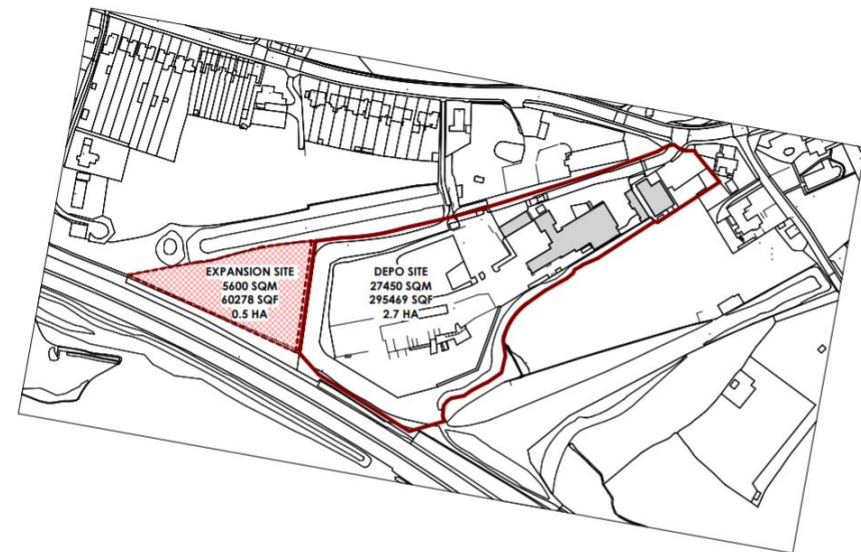 EXPANSION SITE
5600 SQM
60278 SQF
0.5 HA
DEPO SITE
27450 SQM
295469 SQF
2.7 HA